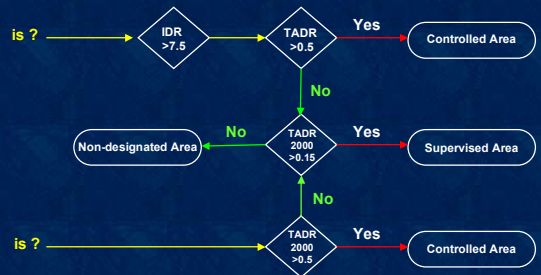 is ?
IDR
>7.5
TADR
>0.5
Yes
Controlled Area
No
Non-designated Area
No
TADR
2000
>0.15
Yes
Supervised Area
No
is ?
TADR
2000
>0.5
Yes
Controlled Area